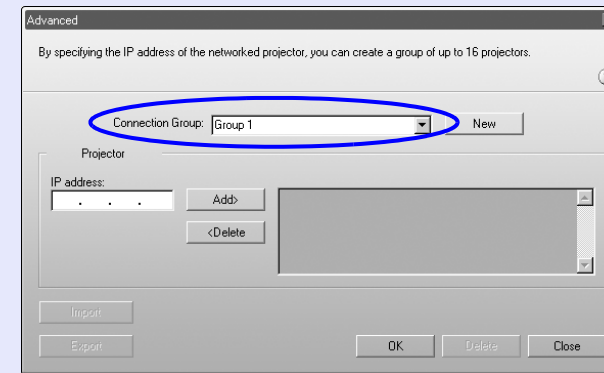 Advanced
By specifying the IP address of the networked projector, you can create a group of up to 16 projectors.
Connection Group: Group 1 New
Projector
IP address:
. . . Add>
<Delete
Import
Export OK Delete Close